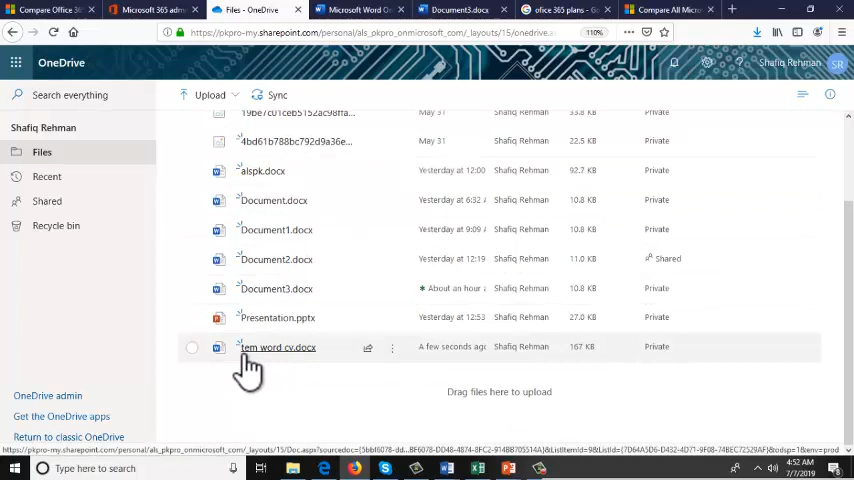 Compare Office 36
Microsoft 365 adm
Files - OneDrive
Microsoft Word On
Document3.docx
ofice 365 plans - Go
Compare All Micros
https://pkpro-my.sharepoint.com/personal/als_pkpro_onmicrosoft_com/_layouts/15/onedrive.a
110%
OneDrive
Shafiq Rehman
SR
Search everything
Upload
Sync
Shafiq Rehman
Files
Recent
Shared
Recycle bin
19be7c01ceb5152ac98ffa...
May 31
Shafiq Rehman
33.8 KB
Private
4bd61b788bc792d9a36e...
May 31
Shafiq Rehman
22.5 KB
Private
alspk.docx
Yesterday at 12:00
Shafiq Rehman
92.7 KB
Private
Document.docx
Yesterday at 6:32 A
Shafiq Rehman
10.8 KB
Private
Document1.docx
Yesterday at 9:09 A
Shafiq Rehman
10.8 KB
Private
Document2.docx
Yesterday at 12:19
Shafiq Rehman
11.0 KB
Shared
Document3.docx
About an hour a
Shafiq Rehman
10.8 KB
Private
Presentation.pptx
Yesterday at 12:53
Shafiq Rehman
27.0 KB
Private
tem word cv.docx
A few seconds ago
Shafiq Rehman
167 KB
Private
Drag files here to upload
OneDrive admin
Get the OneDrive apps
Return to classic OneDrive
Type here to search
4:52 AM
7/7/2019